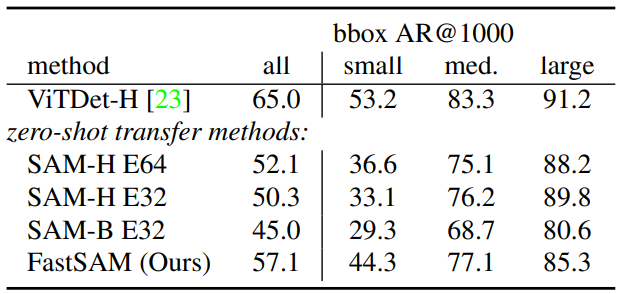 bbox AR@1000
method all small med. large
ViTDet-H [23] 65.0 53.2 83.3 91.2
zero-shot transfer methods:
SAM-H E64 52.1 36.6 75.1 88.2
SAM-H E32 50.3 33.1 76.2 89.8
SAM-B E32 45.0 29.3 68.7 80.6
FastSAM (Ours) 57.1 44.3 77.1 85.3